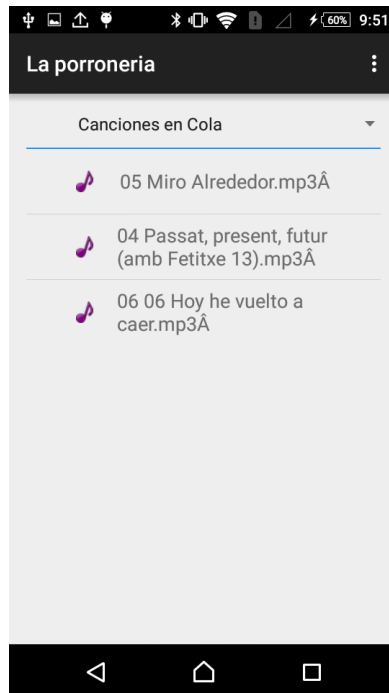 60% 9:51
La porroneria
Canciones en Cola
05 Miro Alrededor.mp3Â
04 Passat, present, futur
(amb Fetitxe 13).mp3Â
06 06 Hoy he vuelto a
caer.mp3Â